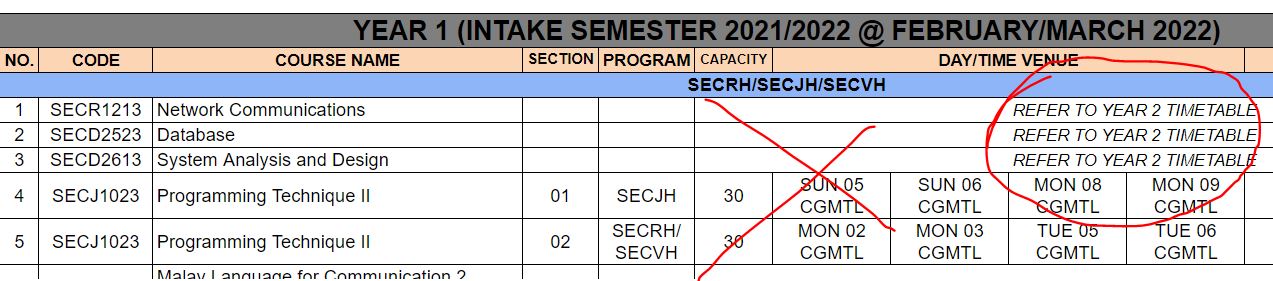 YEAR 1 (INTAKE SEMESTER 2021/2022 @ FEBRUARY/MARCH 2022)
NO. CODE COURSE NAME SECTION PROGRAM CAPACITY DAY/TIME VENUE
SECRH/SECJH/SECVH
1 SECR1213 Network Communications REFER TO YEAR 2 TIMETABLE
2 SECD2523 Database REFER TO YEAR 2 TIMETABLE
3 SECD2613 System Analysis and Design REFER TO YEAR 2 TIMETABLE
4 SECJ1023 Programming Technique II 01 SECJH 30 SUN 05 SUN 06 MON 08 MON 09
CGMTL CGMTL CGMTL CGMTL
5 SECJ1023 Programming Technique II 02 SECRH/ 30 MON 02 MON 03 TUE 05 TUE 06
SECVH CGMTL CGMTL CGMTL CGMTL
Malay Language for Communication 2